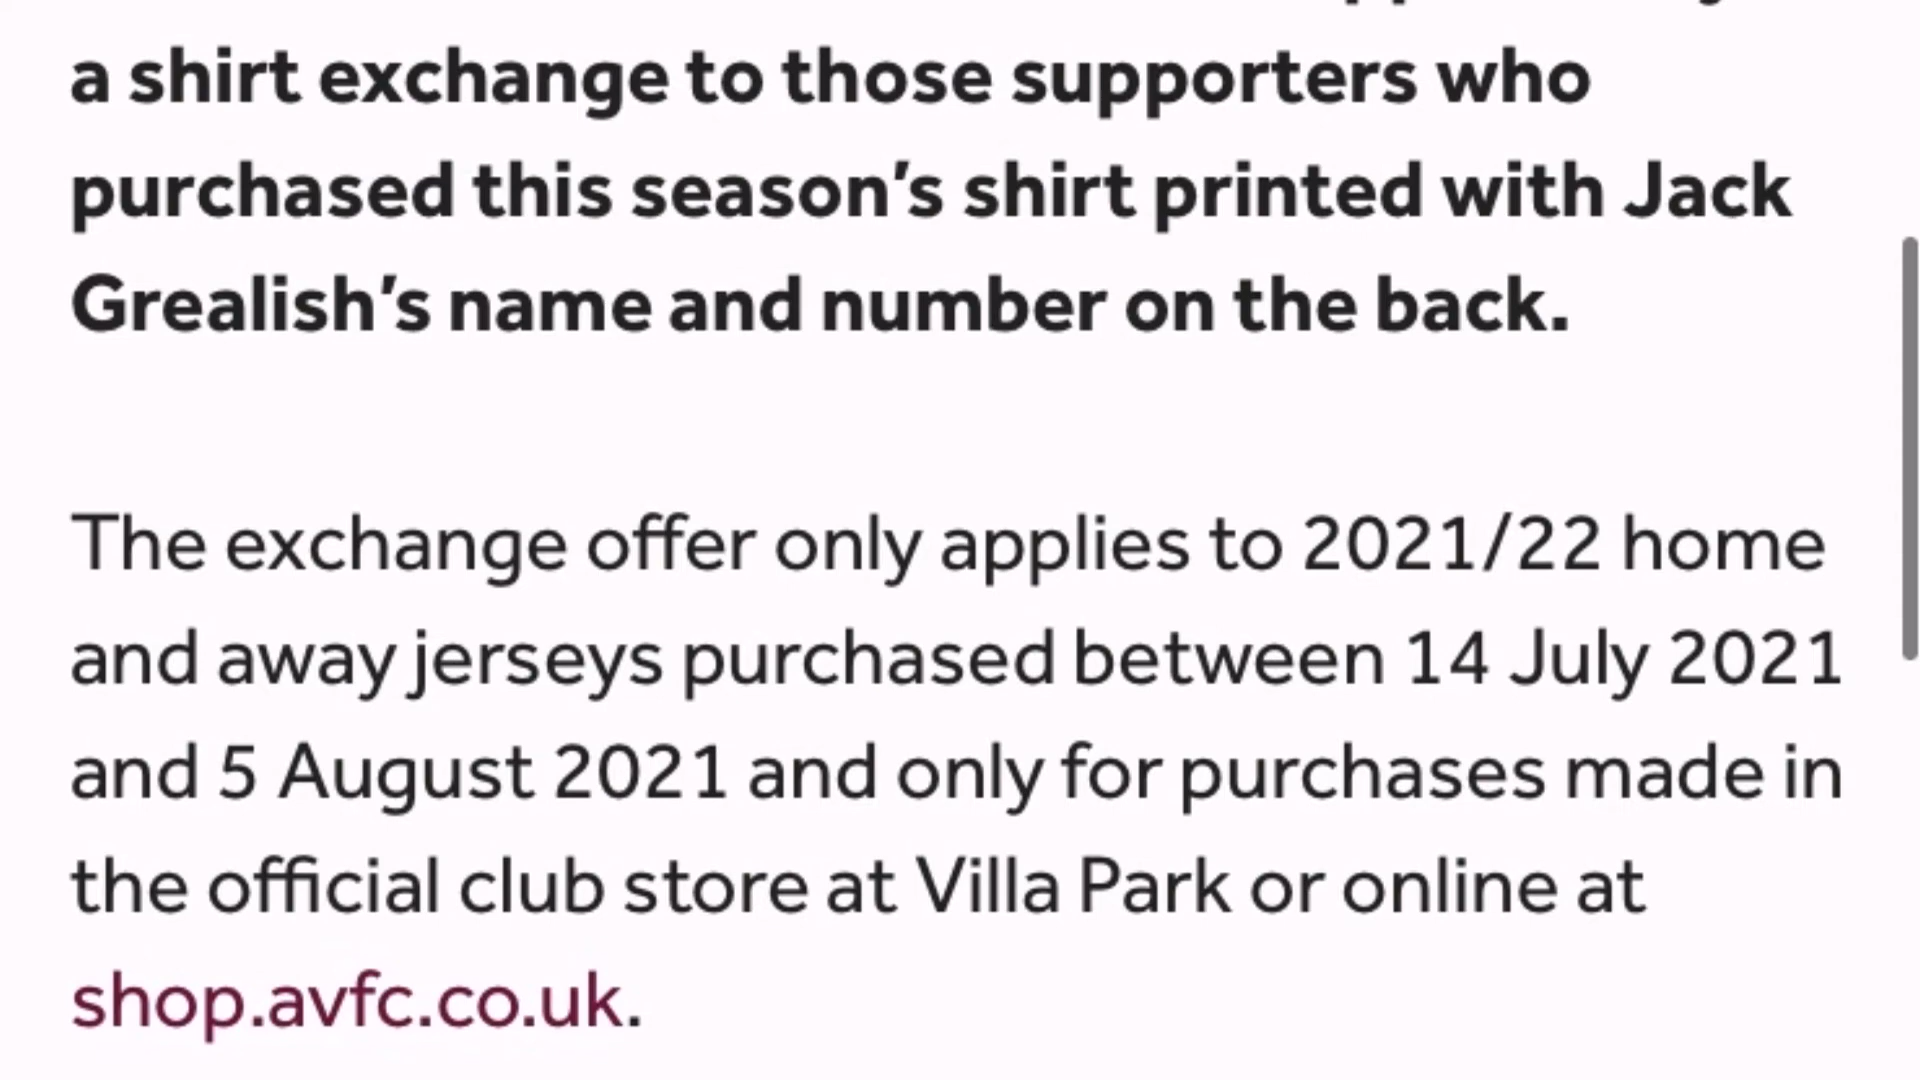 a shirt exchange to those supporters who
purchased this season’s shirt printed with Jack
Grealish’s name and number on the back.
The exchange offer only applies to 2021/22 home
and away jerseys purchased between 14 July 2021
and 5 August 2021 and only for purchases made in
the official club store at Villa Park or online at
shop.avfc.co.uk.